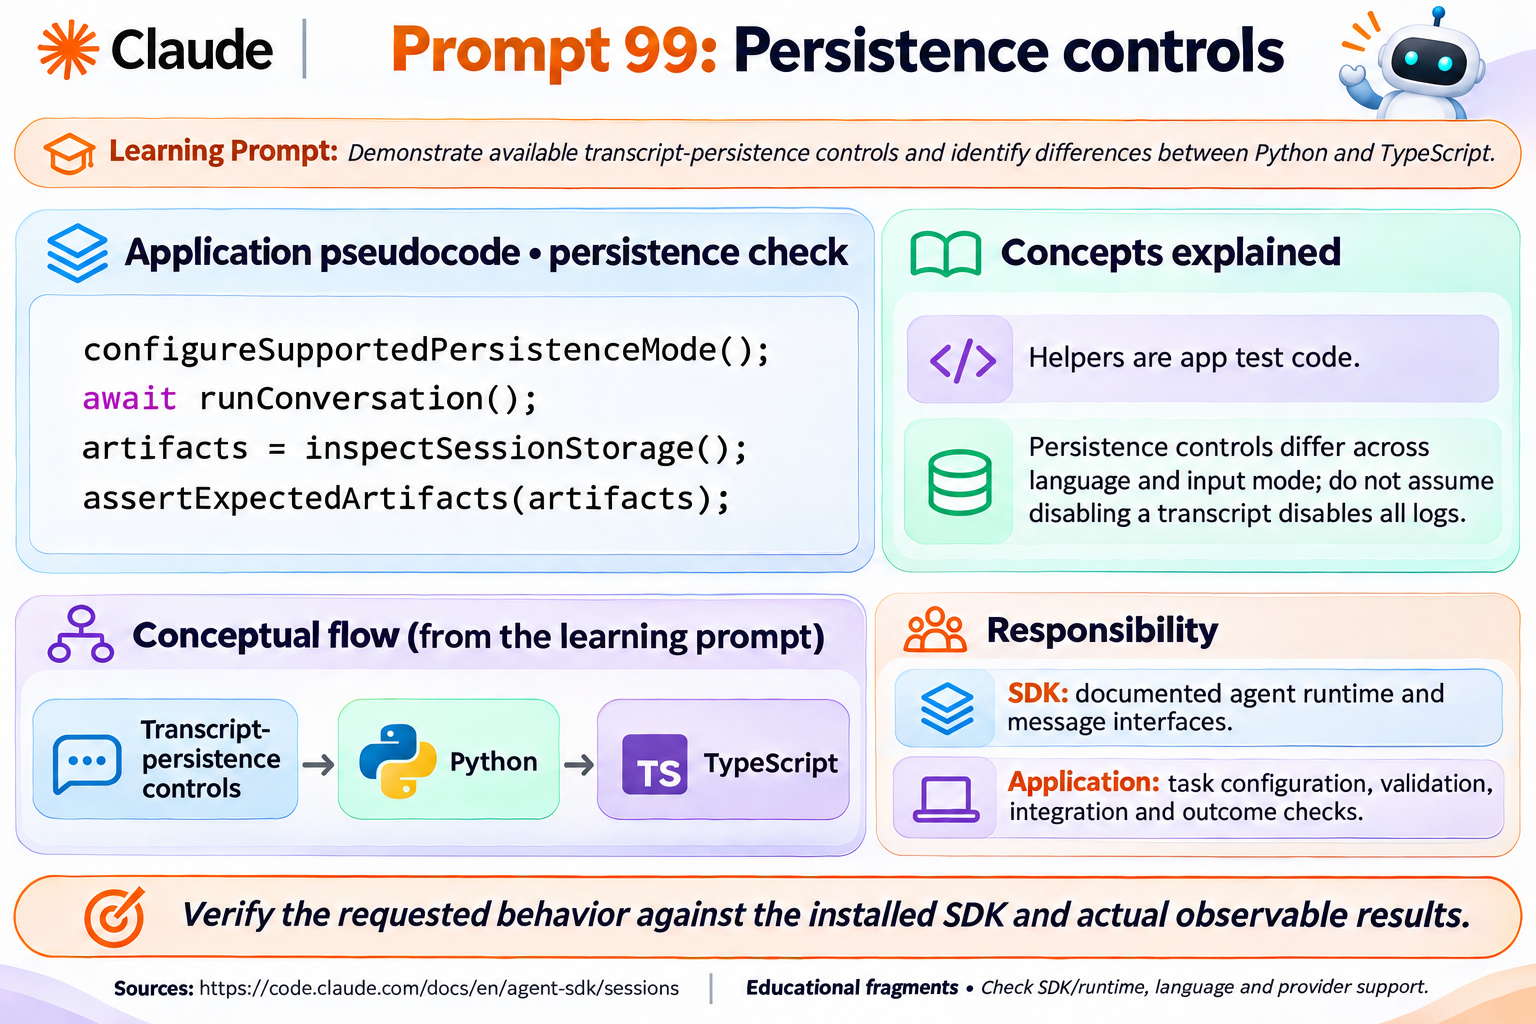 Claude
Prompt 99: Persistence controls
Learning Prompt: Demonstrate available transcript-persistence controls and identify differences between Python and TypeScript.
Application pseudocode • persistence check
configureSupportedPersistenceMode();
await runConversation();
artifacts = inspectSessionStorage();
assertExpectedArtifacts(artifacts);
Concepts explained
</>
Helpers are app test code.
Persistence controls differ across
language and input mode; do not assume
disabling a transcript disables all logs.
Conceptual flow (from the learning prompt)
Transcript-
persistence
controls
Python
TS
TypeScript
Responsibility
SDK: documented agent runtime and
message interfaces.
Application: task configuration, validation,
integration and outcome checks.
Verify the requested behavior against the installed SDK and actual observable results.
Sources: https://code.claude.com/docs/en/agent-sdk/sessions
Educational fragments • Check SDK/runtime, language and provider support.